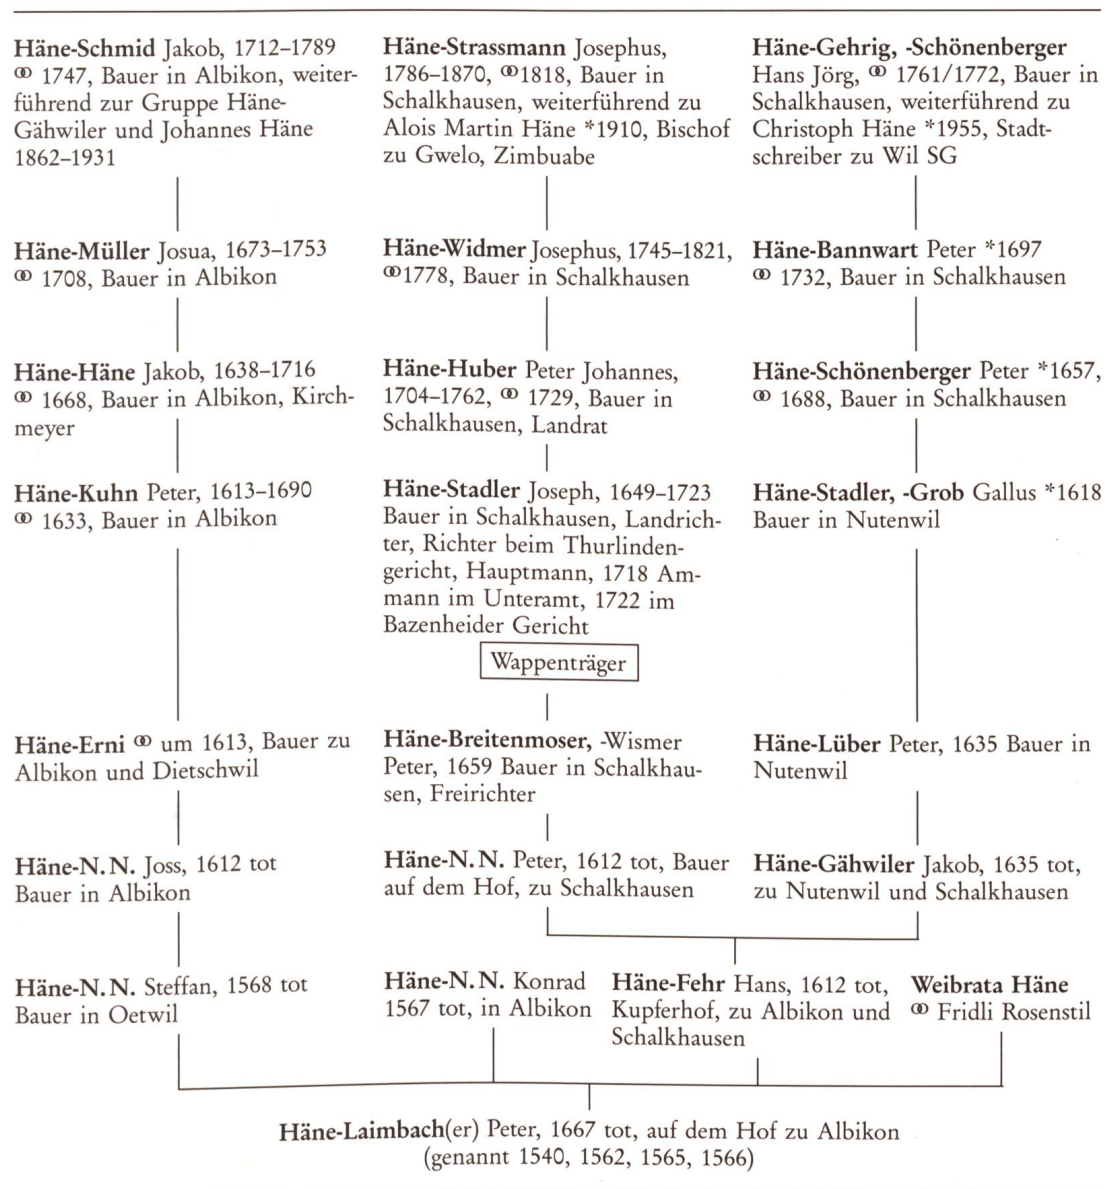 Häne-Schmid Jakob, 1712–1789
⚭ 1747, Bauer in Albikon, weiter-
führend zur Gruppe Häne-
Gähwiler und Johannes Häne
1862–1931
Häne-Strassmann Josephus,
1786–1870, ⚭1818, Bauer in
Schalkhausen, weiterführend zu
Alois Martin Häne *1910, Bischof
zu Gwelo, Zimbuabe
Häne-Gehrig, -Schönenberger
Hans Jörg, ⚭ 1761/1772, Bauer in
Schalkhausen, weiterführend zu
Christoph Häne *1955, Stadt-
schreiber zu Wil SG
Häne-Müller Josua, 1673–1753
⚭ 1708, Bauer in Albikon
Häne-Widmer Josephus, 1745–1821,
⚭1778, Bauer in Schalkhausen
Häne-Bannwart Peter *1697
⚭ 1732, Bauer in Schalkhausen
Häne-Häne Jakob, 1638–1716
⚭ 1668, Bauer in Albikon, Kirch-
meyer
Häne-Huber Peter Johannes,
1704–1762, ⚭ 1729, Bauer in
Schalkhausen, Landrat
Häne-Schönenberger Peter *1657,
⚭ 1688, Bauer in Schalkhausen
Häne-Kuhn Peter, 1613–1690
⚭ 1633, Bauer in Albikon
Häne-Stadler Joseph, 1649–1723
Bauer in Schalkhausen, Landrich-
ter, Richter beim Thurlinden-
gericht, Hauptmann, 1718 Am-
mann im Unteramt, 1722 im
Bazenheider Gericht
Wappenträger
Häne-Stadler, -Grob Gallus *1618
Bauer in Nutenwil
Häne-Erni ⚭ um 1613, Bauer zu
Albikon und Dietschwil
Häne-Breitenmoser, -Wismer
Peter, 1659 Bauer in Schalkhau-
sen, Freirichter
Häne-Lüber Peter, 1635 Bauer in
Nutenwil
Häne-N.N. Joss, 1612 tot
Bauer in Albikon
Häne-N.N. Peter, 1612 tot, Bauer
auf dem Hof, zu Schalkhausen
Häne-Gähwiler Jakob, 1635 tot,
zu Nutenwil und Schalkhausen
Häne-N.N. Steffan, 1568 tot
Bauer in Oetwil
Häne-N.N. Konrad
1567 tot, in Albikon
Häne-Fehr Hans, 1612 tot,
Kupferhof, zu Albikon und
Schalkhausen
Weibrata Häne
⚭ Fridli Rosenstil
Häne-Laimbach(er) Peter, 1667 tot, auf dem Hof zu Albikon
(genannt 1540, 1562, 1565, 1566)